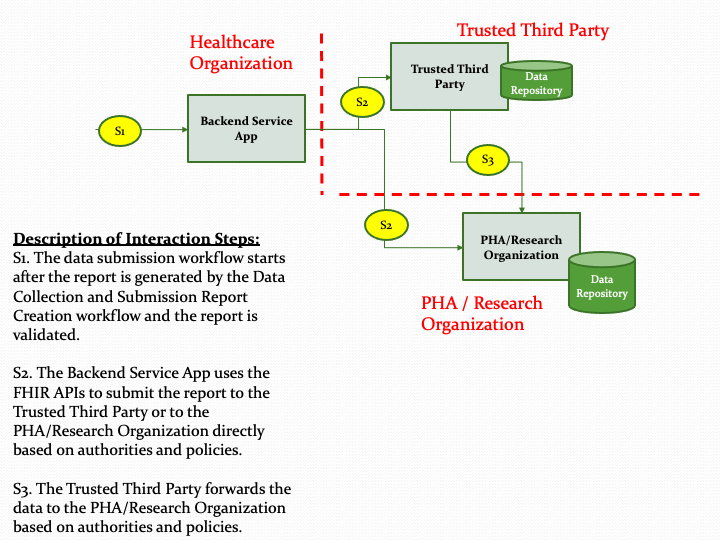 Trusted Third Party
Healthcare
Organization
Trusted Third
Party
Data
Repository
S2
Backend Service
App
S1
S3
S2
PHA/Research
Organization
Data
Repository
PHA / Research
Organization
Description of Interaction Steps:
S1. The data submission workflow starts
after the report is generated by the Data
Collection and Submission Report
Creation workflow and the report is
validated.
S2. The Backend Service App uses the
FHIR APIs to submit the report to the
Trusted Third Party or to the
PHA/Research Organization directly
based on authorities and policies.
S3. The Trusted Third Party forwards the
data to the PHA/Research Organization
based on authorities and policies.